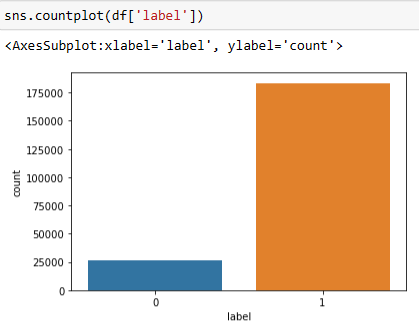 sns.countplot(df['label'])
<AxesSubplot:xlabel='label', ylabel='count'>
175000
150000
125000
100000
75000
50000
25000
0
count
0 1
label